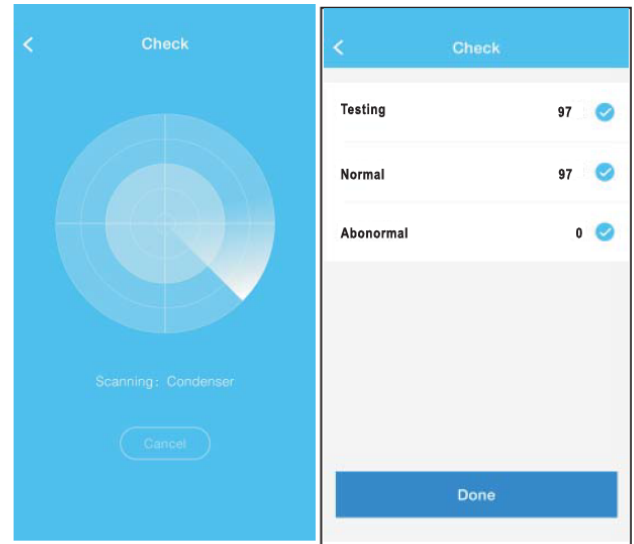 Check
Scanning: Condenser
Cancel
Check
Testing 97
Normal 97
Abonormal 0
Done